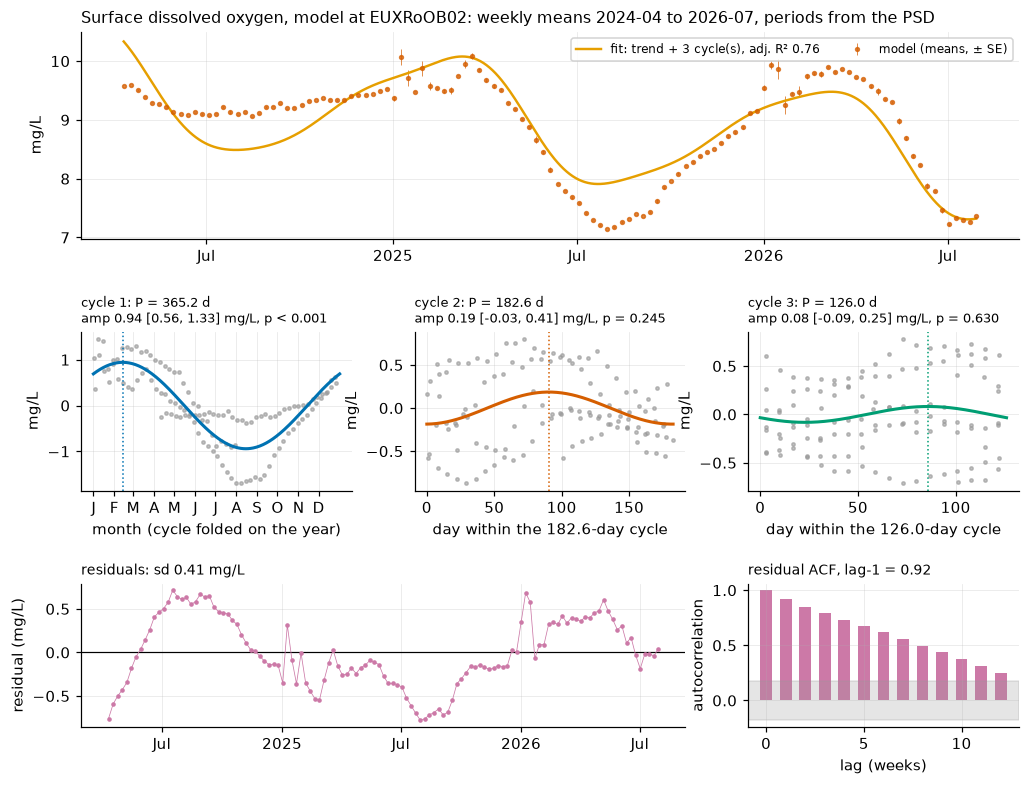 Surface dissolved oxygen, model at EUXRoOB02: weekly means 2024-04 to 2026-07, periods from the PSD
fit: trend + 3 cycle(s), adj. R² 0.76
model (means, ± SE)
mg/L
10
9
8
7
Jul
2025
Jul
2026
Jul
cycle 1: P = 365.2 d
amp 0.94 [0.56, 1.33] mg/L, p < 0.001
mg/L
1
0
−1
J F M A M J J A S O N D
month (cycle folded on the year)
cycle 2: P = 182.6 d
amp 0.19 [-0.03, 0.41] mg/L, p = 0.245
mg/L
0.5
0.0
−0.5
0 50 100 150
day within the 182.6-day cycle
cycle 3: P = 126.0 d
amp 0.08 [-0.09, 0.25] mg/L, p = 0.630
mg/L
0.5
0.0
−0.5
0 50 100
day within the 126.0-day cycle
residuals: sd 0.41 mg/L
residual (mg/L)
0.5
0.0
−0.5
Jul 2025 Jul 2026 Jul
residual ACF, lag-1 = 0.92
autocorrelation
1.0
0.5
0.0
0 5 10
lag (weeks)